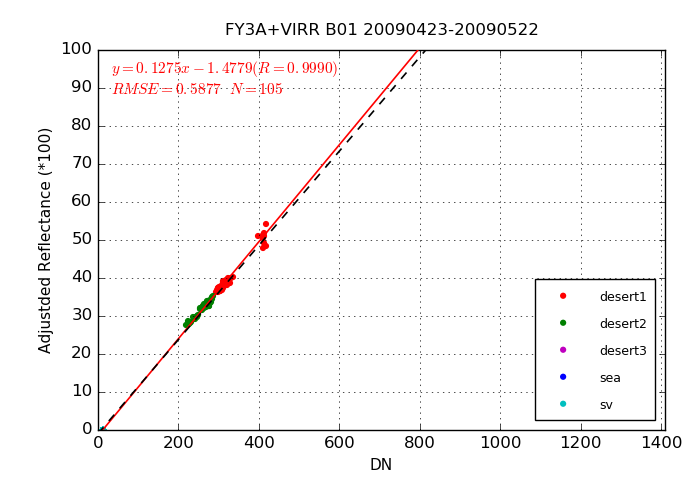 FY3A+VIRR B01 20090423-20090522
y=0.1275x−1.4779(R=0.9990)
RMSE=0.5877 N=105
Adjustded Reflectance (*100)
100
90
80
70
60
50
40
30
20
10
0
desert1
desert2
desert3
sea
sv
0 200 400 600 800 1000 1200 1400
DN